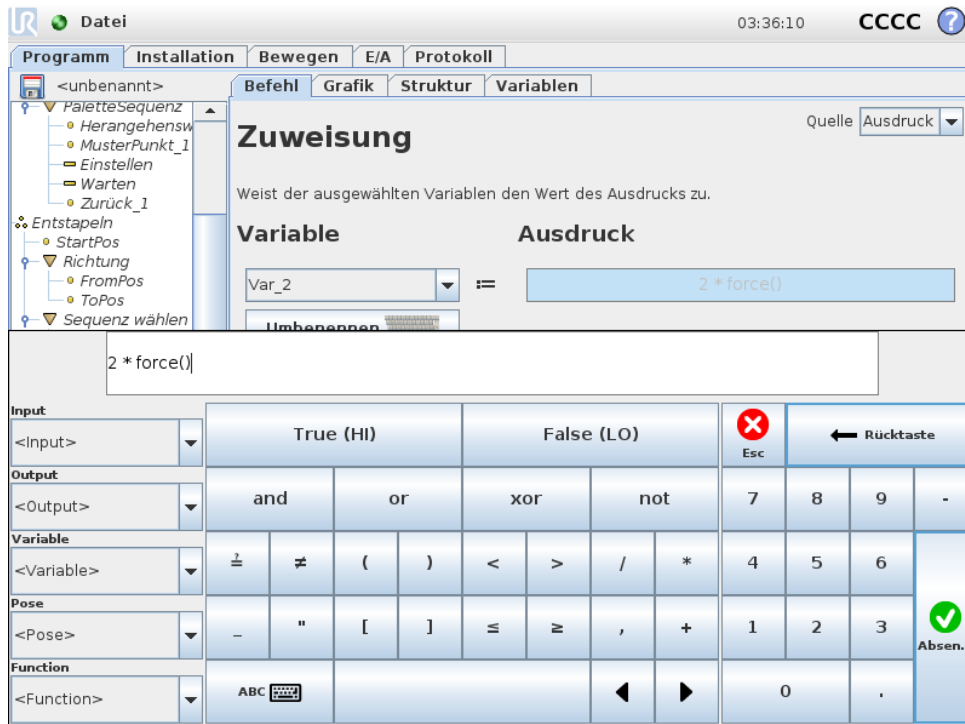 UR Datei 03:36:10 CCCC ?
Programm Installation Bewegen E/A Protokoll
<unbenannt>
Befehl Grafik Struktur Variablen
PaletteSequenz
Herangehensw
MusterPunkt_1
Einstellen
Warten
Zurück_1
Entstapeln
StartPos
Richtung
FromPos
ToPos
Sequenz wählen
Zuweisung
Quelle Ausdruck
Weist der ausgewählten Variablen den Wert des Ausdrucks zu.
Variable Ausdruck
Var_2 := 2 * force()
Umbenennen
2 * force()
Input
<Input>
Output
<Output>
Variable
<Variable>
Pose
<Pose>
Function
<Function>
True (HI) False (LO) Esc Rücktaste
and or xor not 7 8 9 -
≟ ≠ ( ) < > / * 4 5 6
_ " [ ] ≤ ≥ , + 1 2 3 Absen.
ABC 0 .